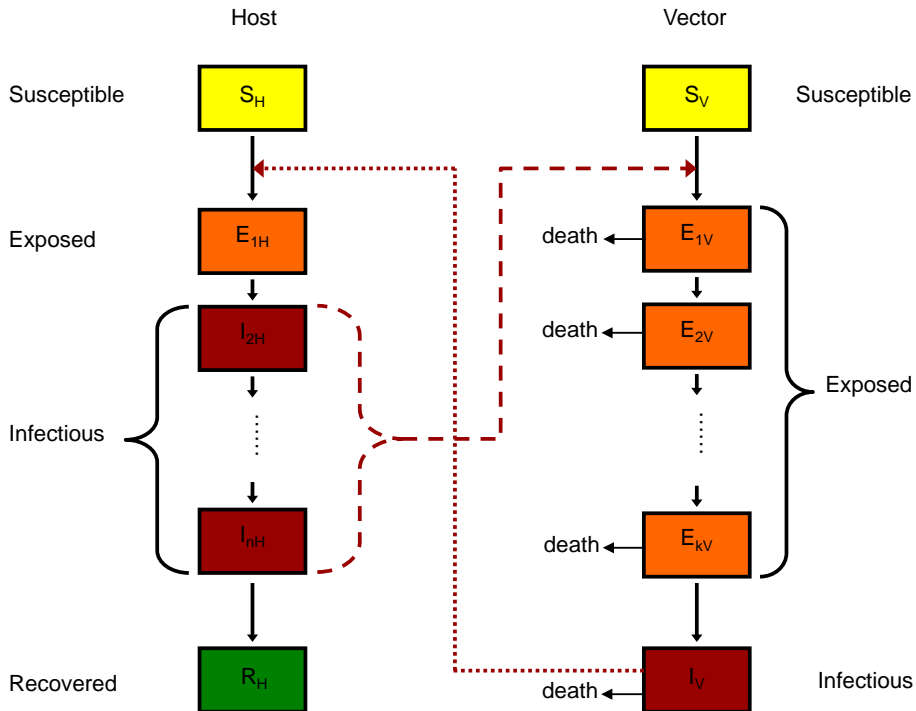 Host
Vector
Susceptible
S_H
S_V
Susceptible
Exposed
E_1H
death
E_1V
I_2H
death
E_2V
Exposed
Infectious
I_nH
death
E_kV
Recovered
R_H
death
I_V
Infectious